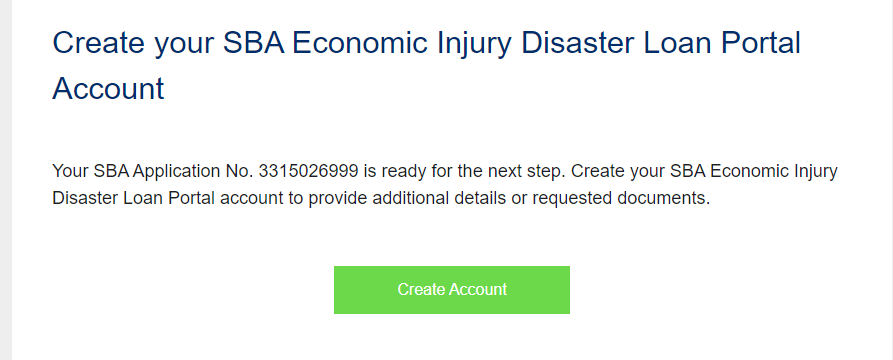 Create your SBA Economic Injury Disaster Loan Portal
Account
Your SBA Application No. 3315026999 is ready for the next step. Create your SBA Economic Injury
Disaster Loan Portal account to provide additional details or requested documents.
Create Account